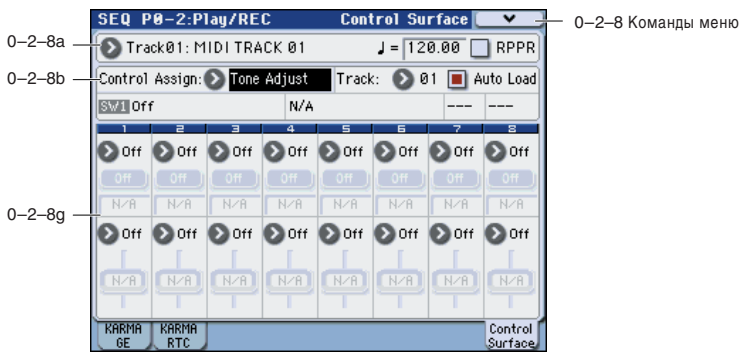 SEQ P0-2:Play/REC Control Surface
0–2–8 Команды меню
0–2–8a
Track01: MIDI TRACK 01 ♩ = 120.00 RPPR
0–2–8b
Control Assign: Tone Adjust Track: 01 Auto Load
SW1 Off N/A --- ---
1 2 3 4 5 6 7 8
Off Off Off Off Off Off Off Off
Off Off Off Off Off Off Off Off
N/A N/A N/A N/A N/A N/A N/A N/A
0–2–8g
Off Off Off Off Off Off Off Off
N/A N/A N/A N/A N/A N/A N/A N/A
KARMA GE KARMA RTC Control Surface